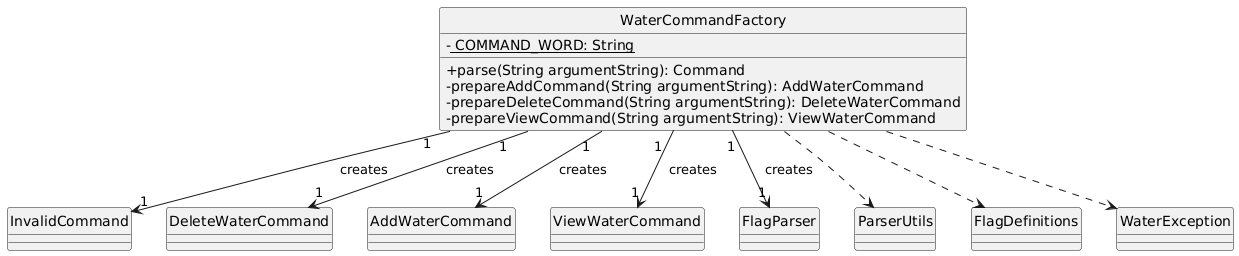 WaterCommandFactory
- COMMAND_WORD: String
+parse(String argumentString): Command
-prepareAddCommand(String argumentString): AddWaterCommand
-prepareDeleteCommand(String argumentString): DeleteWaterCommand
-prepareViewCommand(String argumentString): ViewWaterCommand
1 1 1 1 1
creates creates creates creates creates
1 1 1 1 1
InvalidCommand DeleteWaterCommand AddWaterCommand ViewWaterCommand FlagParser ParserUtils FlagDefinitions WaterException